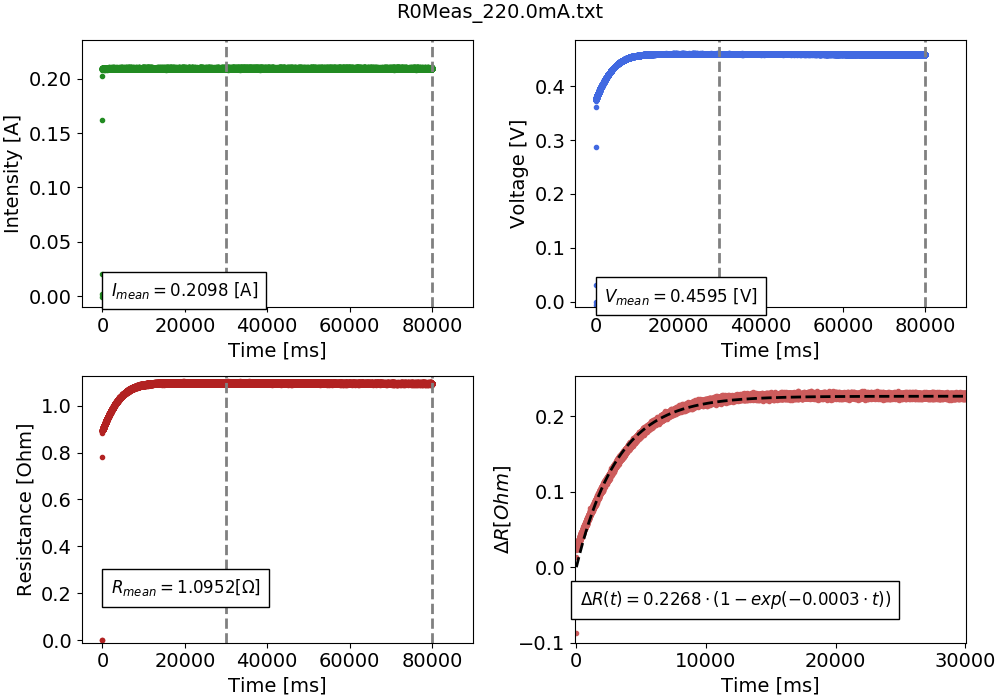 R0Meas_220.0mA.txt
Intensity [A]
0.20
0.15
0.10
0.05
0.00
I_mean = 0.2098 [A]
0 20000 40000 60000 80000
Time [ms]
Voltage [V]
0.4
0.3
0.2
0.1
0.0
V_mean = 0.4595 [V]
0 20000 40000 60000 80000
Time [ms]
Resistance [Ohm]
1.0
0.8
0.6
0.4
0.2
0.0
R_mean = 1.0952[Ω]
0 20000 40000 60000 80000
Time [ms]
ΔR[Ohm]
0.2
0.1
0.0
−0.1
ΔR(t) = 0.2268 · (1 − exp(−0.0003 · t))
0 10000 20000 30000
Time [ms]